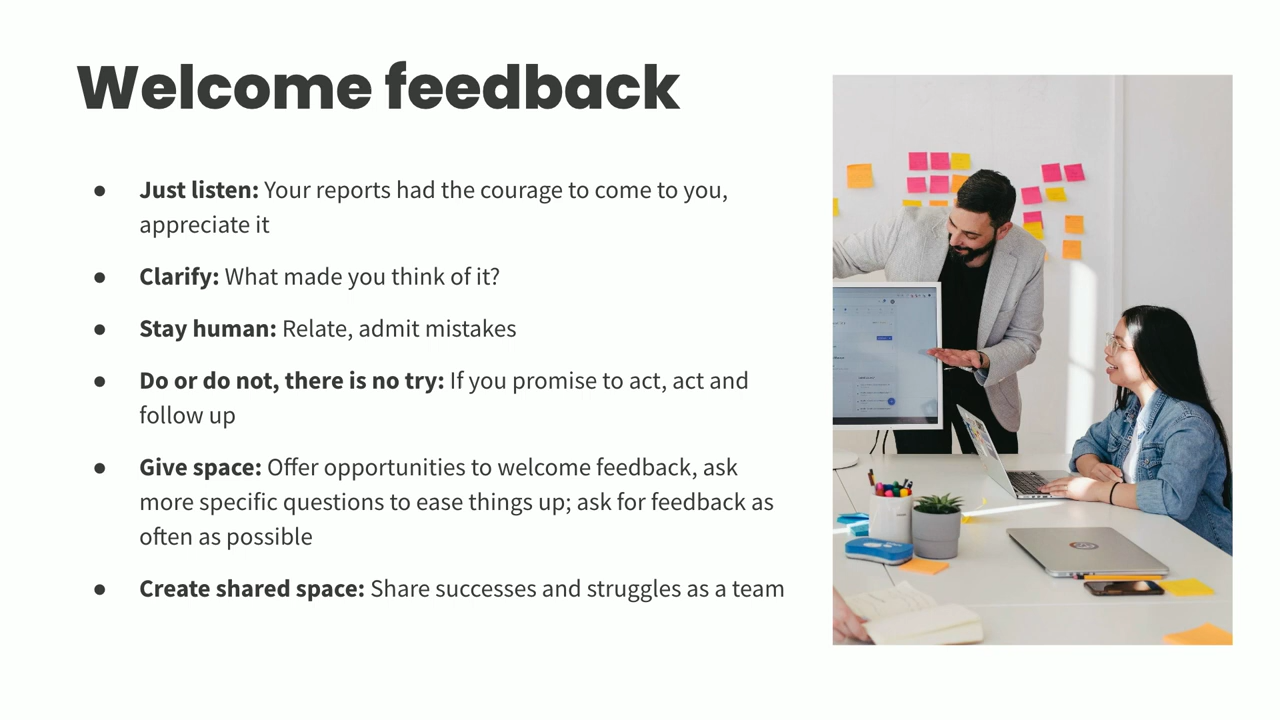 Welcome feedback
● Just listen: Your reports had the courage to come to you,
appreciate it
● Clarify: What made you think of it?
● Stay human: Relate, admit mistakes
● Do or do not, there is no try: If you promise to act, act and
follow up
● Give space: Offer opportunities to welcome feedback, ask
more specific questions to ease things up; ask for feedback as
often as possible
● Create shared space: Share successes and struggles as a team